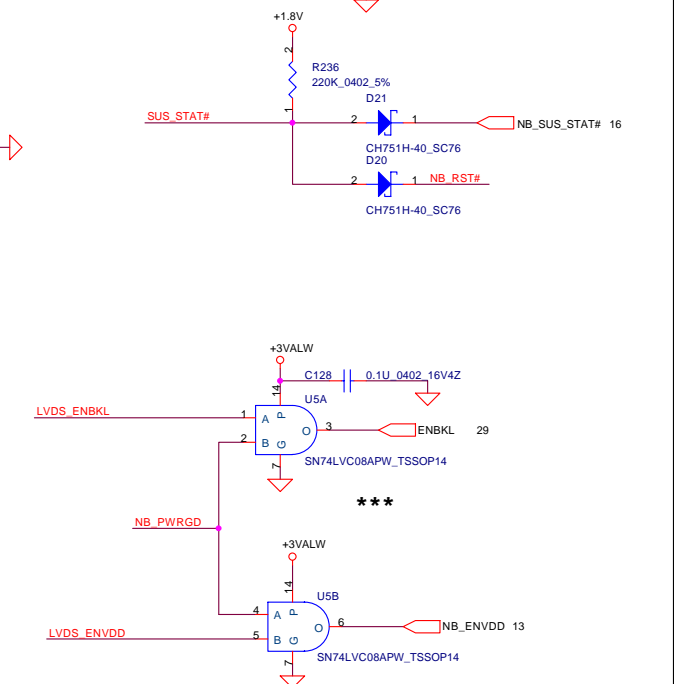 +1.8V
2
R236
220K_0402_5%
1
D21
SUS_STAT#
2
1
NB_SUS_STAT# 16
CH751H-40_SC76
D20
2
1
NB_RST#
CH751H-40_SC76
+3VALW
C128
0.1U_0402_16V4Z
14
U5A
LVDS_ENBKL
1
A
P
O
3
ENBKL 29
2
B
G
7
SN74LVC08APW_TSSOP14
***
NB_PWRGD
+3VALW
14
U5B
4
A
P
O
6
NB_ENVDD 13
LVDS_ENVDD
5
B
G
7
SN74LVC08APW_TSSOP14